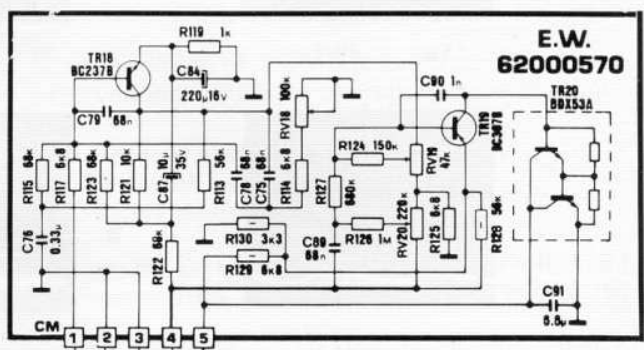 R119 1k
E.W.
62000570
TR18
BC237B
C84
220µ16v
C90 1n
TR20
BDX53A
C79 68n
RV18 100k
TR19
BC307B
R124 150k
RV19
47k
R115 68k
R117 6k8
R123 68k
R121 10k
C87 10µ 35V
R113 56k
C78 68n
C75 68n
R114 6k8
R127 680k
C76
0.33µ
R122 68k
R130 3k3
R129 6k8
C89
68n
R126 1M
RV20 220k
R125 6k8
R128 56k
C91
6.8µ
CM 1 2 3 4 5